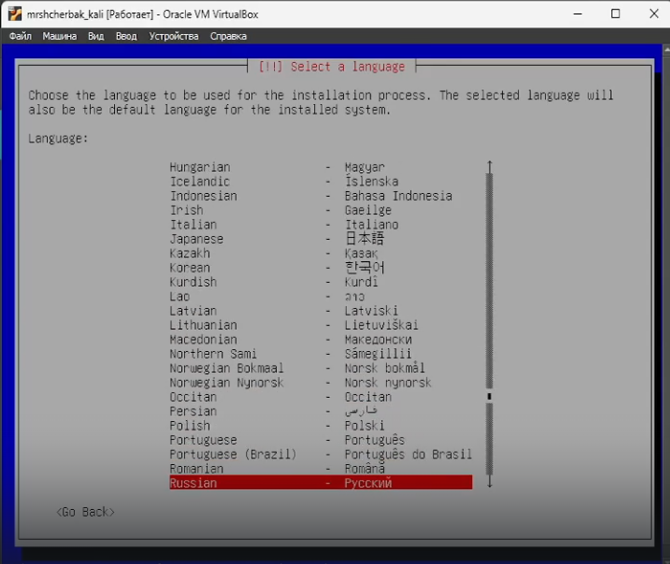 mrshcherbak_kali [Работает] - Oracle VM VirtualBox
Файл Машина Вид Ввод Устройства Справка
[!!] Select a language
Choose the language to be used for the installation process. The selected language will
also be the default language for the installed system.
Language:
Hungarian - Magyar
Icelandic - Íslenska
Indonesian - Bahasa Indonesia
Irish - Gaeilge
Italian - Italiano
Japanese - 日本語
Kazakh - Қазақ
Korean - 한국어
Kurdish - Kurdî
Lao - ລາວ
Latvian - Latviski
Lithuanian - Lietuviškai
Macedonian - Македонски
Northern Sami - Sámegillii
Norwegian Bokmaal - Norsk bokmål
Norwegian Nynorsk - Norsk nynorsk
Occitan - Occitan
Persian - فارسی
Polish - Polski
Portuguese - Português
Portuguese (Brazil) - Português do Brasil
Romanian - Română
Russian - Русский
<Go Back>